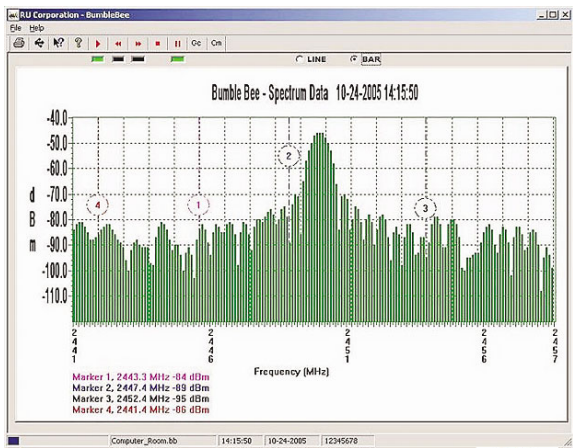 RU Corporation - BumbleBee
File Help
Gc Cm
LINE BAR
Bumble Bee - Spectrum Data 10-24-2005 14:15:50
-40.0
-50.0
-60.0
-70.0
-80.0
-90.0
-100.0
-110.0
dBm
4 1 2 3
2441 2446 2451 2456 2457
Frequency (MHz)
Marker 1, 2443.3 MHz -84 dBm
Marker 2, 2447.4 MHz -89 dBm
Marker 3, 2452.4 MHz -95 dBm
Marker 4, 2441.4 MHz -86 dBm
Computer_Room.bb 14:15:50 10-24-2005 12345678